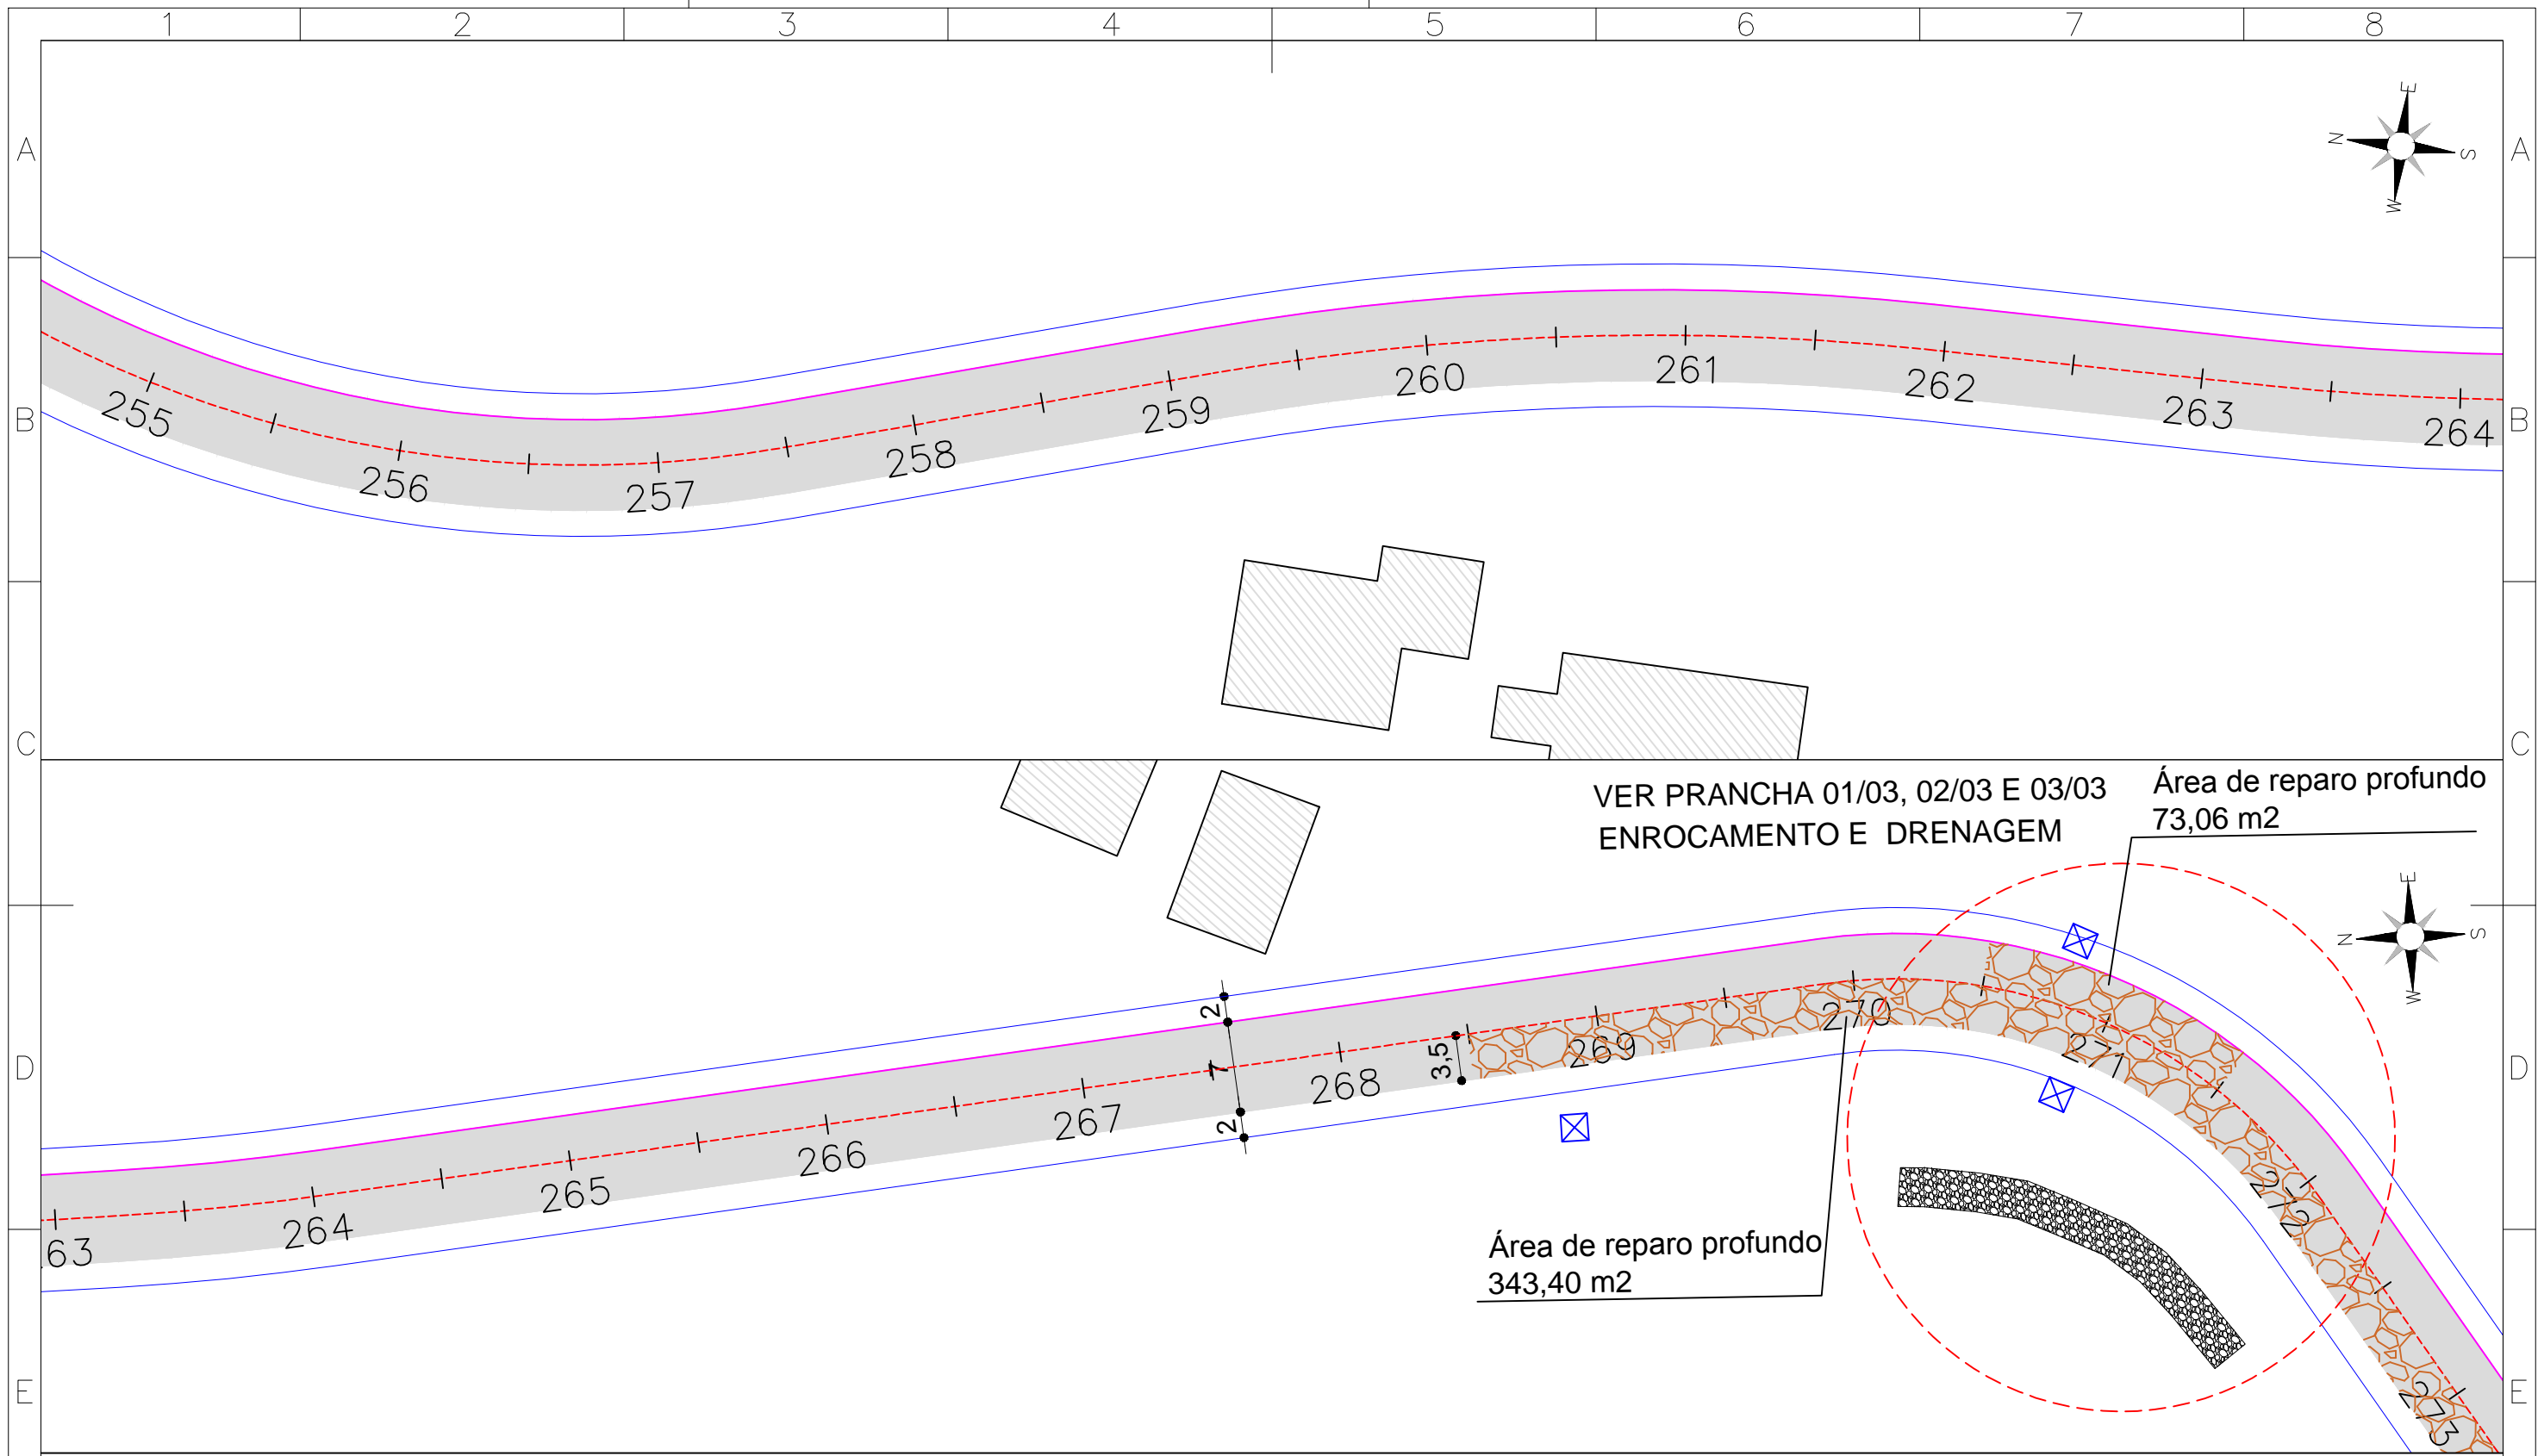 1 2 3 4 5 6 7 8
A A
E
N S
W
B B
255 256 257 258 259 260 261 262 263 264
C C
VER PRANCHA 01/03, 02/03 E 03/03
ENROCAMENTO E DRENAGEM
Área de reparo profundo
73,06 m2
E
N S
W
D D
2
7
2
3,5
63 264 265 266 267 268 269 270 271 272 273
Área de reparo profundo
343,40 m2
E E